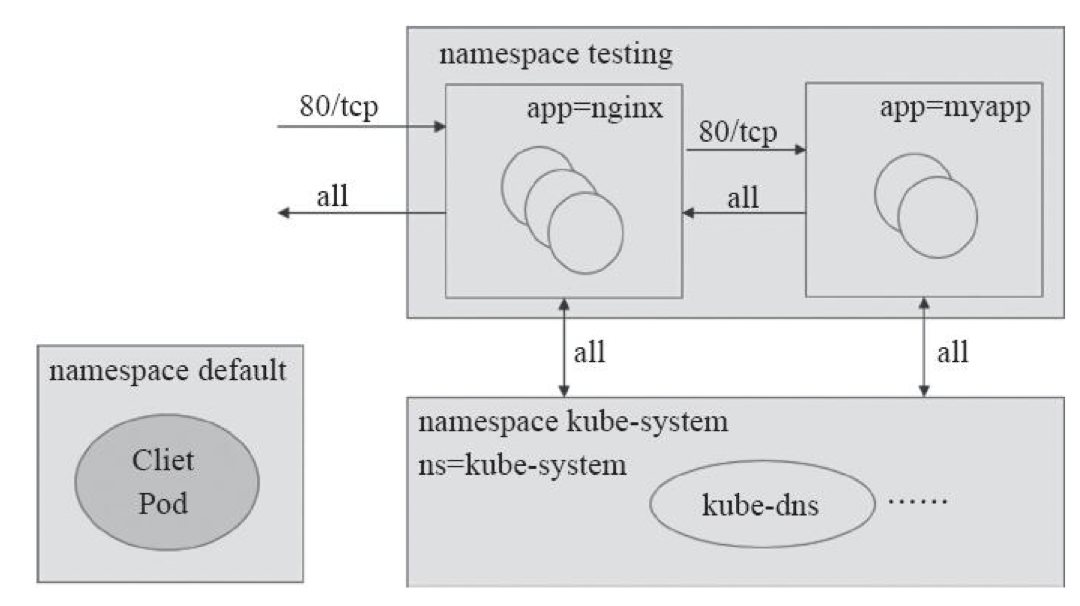 namespace testing
80/tcp
app=nginx
80/tcp
app=myapp
all
all
all
all
namespace default
Cliet
Pod
namespace kube-system
ns=kube-system
kube-dns
......